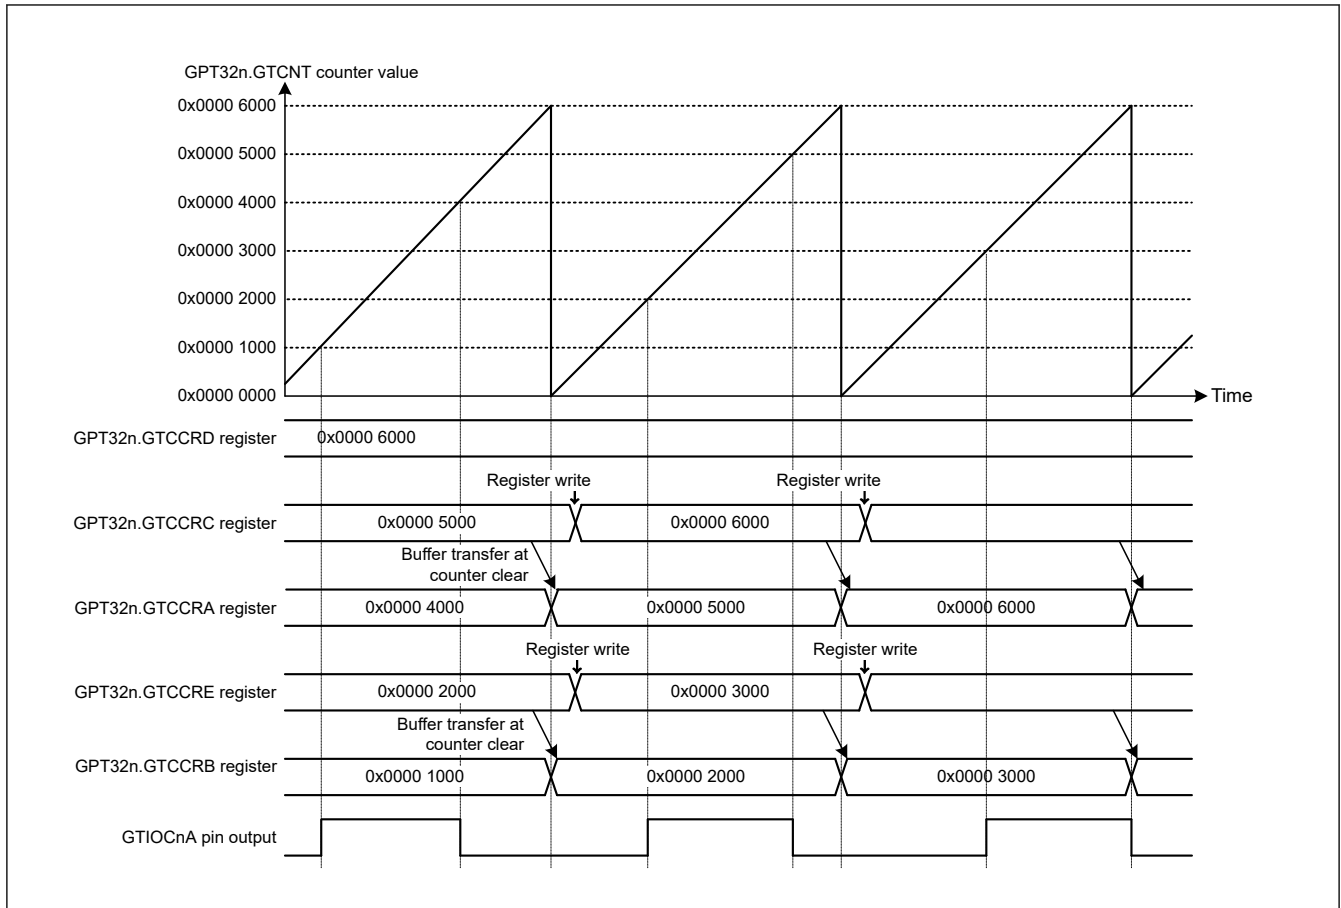 GPT32n.GTCNT counter value
0x0000 6000
0x0000 5000
0x0000 4000
0x0000 3000
0x0000 2000
0x0000 1000
0x0000 0000
Time
GPT32n.GTCCRD register
0x0000 6000
Register write
Register write
GPT32n.GTCCRC register
0x0000 5000
0x0000 6000
Buffer transfer at
counter clear
GPT32n.GTCCRA register
0x0000 4000
0x0000 5000
0x0000 6000
Register write
Register write
GPT32n.GTCCRE register
0x0000 2000
0x0000 3000
Buffer transfer at
counter clear
GPT32n.GTCCRB register
0x0000 1000
0x0000 2000
0x0000 3000
GTIOCnA pin output